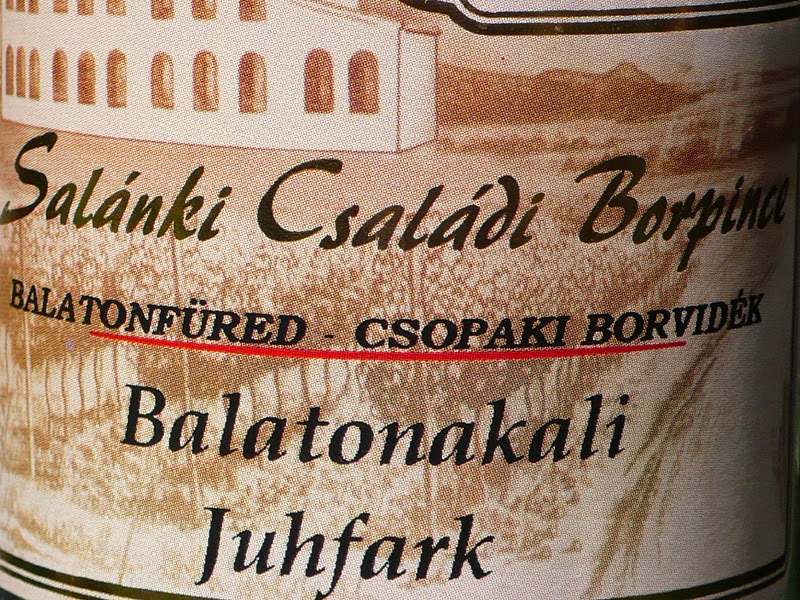 Salánki Családi Borpince
BALATONFÜRED - CSOPAKI BORVIDÉK
Balatonakali
Juhfark